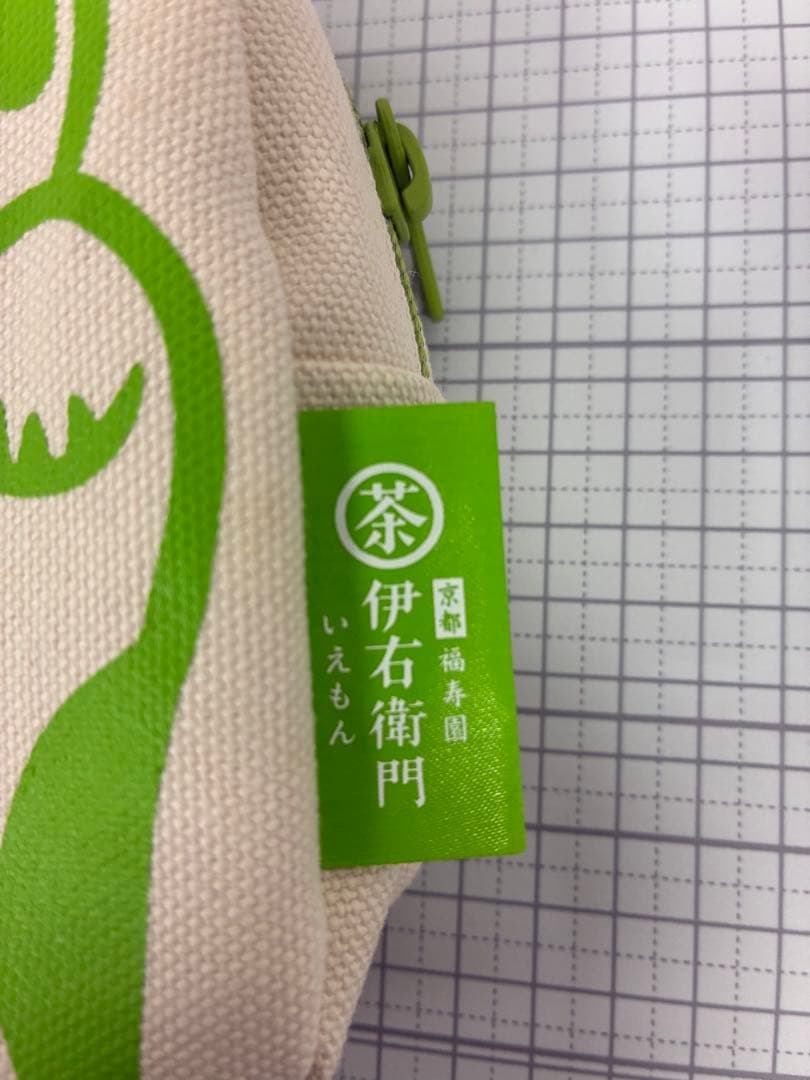 茶
京都 福寿園
伊右衛門
いえもん